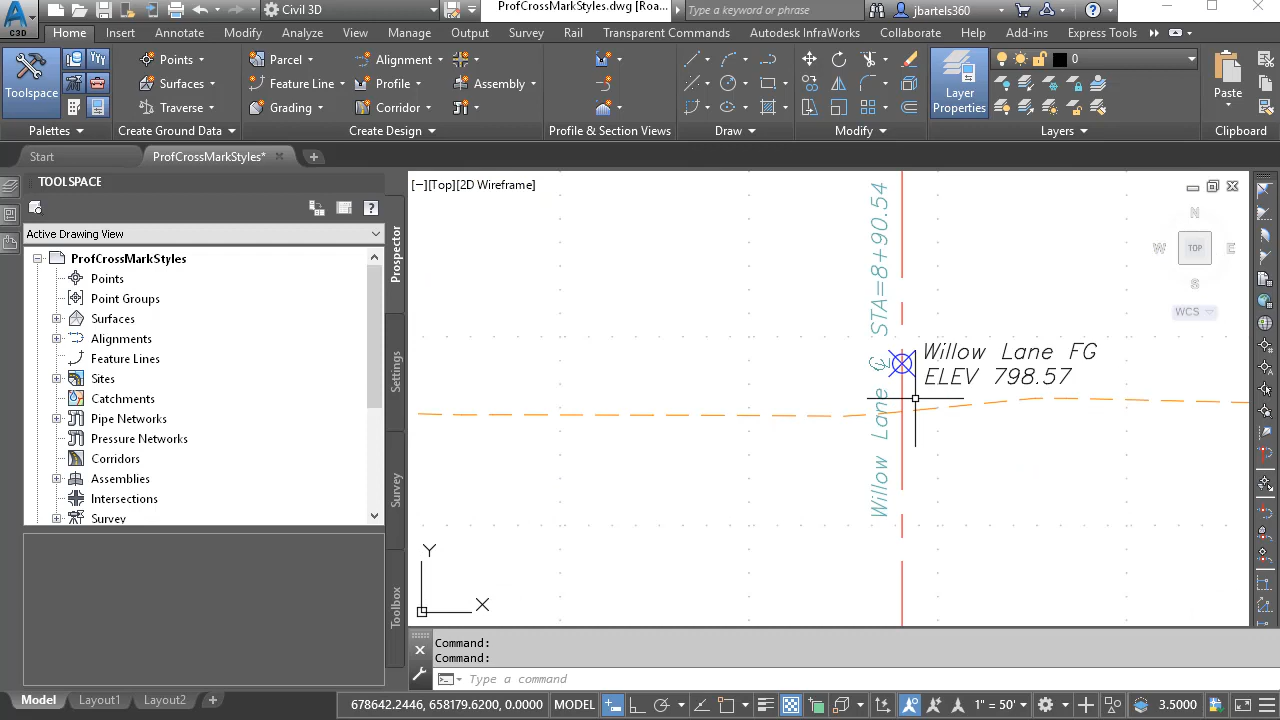 C3D
Civil 3D
ProfCrossMarkStyles.dwg [Roa..
Type a keyword or phrase
jbartels360
Home Insert Annotate Modify Analyze View Manage Output Survey Rail Transparent Commands Autodesk InfraWorks Collaborate Help Add-ins Express Tools
Toolspace
Points
Surfaces
Traverse
Parcel
Feature Line
Grading
Alignment
Profile
Corridor
Assembly
Layer
Properties
0
Paste
Palettes
Create Ground Data
Create Design
Profile & Section Views
Draw
Modify
Layers
Clipboard
Start
ProfCrossMarkStyles*
TOOLSPACE
Active Drawing View
ProfCrossMarkStyles
Points
Point Groups
Surfaces
Alignments
Feature Lines
Sites
Catchments
Pipe Networks
Pressure Networks
Corridors
Assemblies
Intersections
Survey
Prospector
Settings
Survey
Toolbox
[−][Top][2D Wireframe]
N
W TOP E
S
WCS
Willow Lane ℄ STA=8+90.54
Willow Lane FG
ELEV 798.57
Y
X
Command:
Command:
Type a command
Model Layout1 Layout2
678642.2446, 658179.6200, 0.0000 MODEL 1" = 50' 3.5000